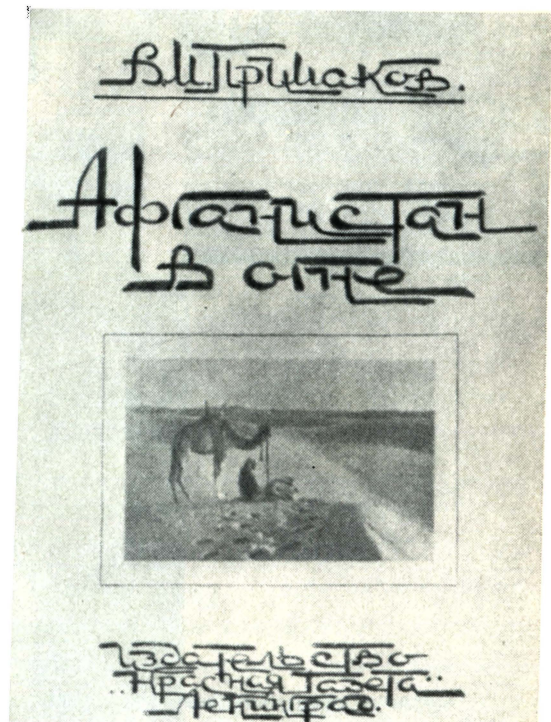 В.М.Примаков.
Афганистан
в огне
Издательство
„Красная газета"
Ленинград.